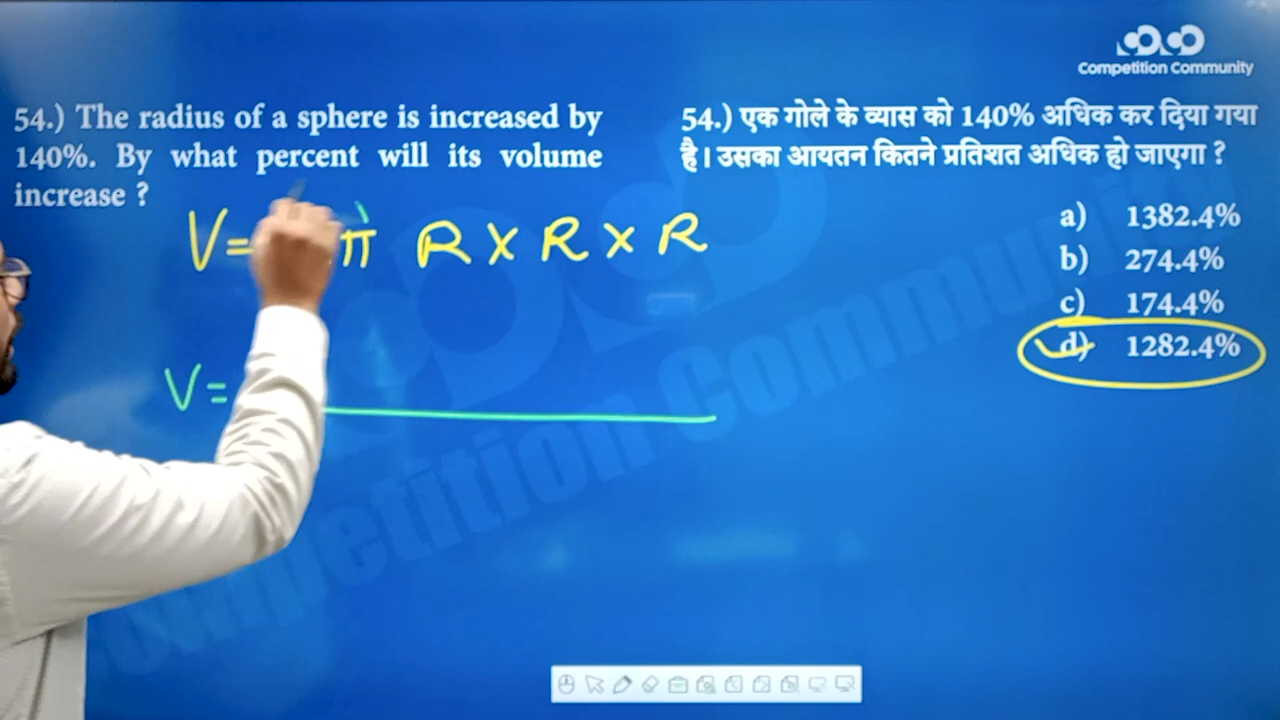 Competition Community
54.) The radius of a sphere is increased by
140%. By what percent will its volume
increase ?
54.) एक गोले के व्यास को 140% अधिक कर दिया गया
है। उसका आयतन कितने प्रतिशत अधिक हो जाएगा ?
a) 1382.4%
b) 274.4%
c) 174.4%
d) 1282.4%
V= π R × R × R
V=
Competition Community